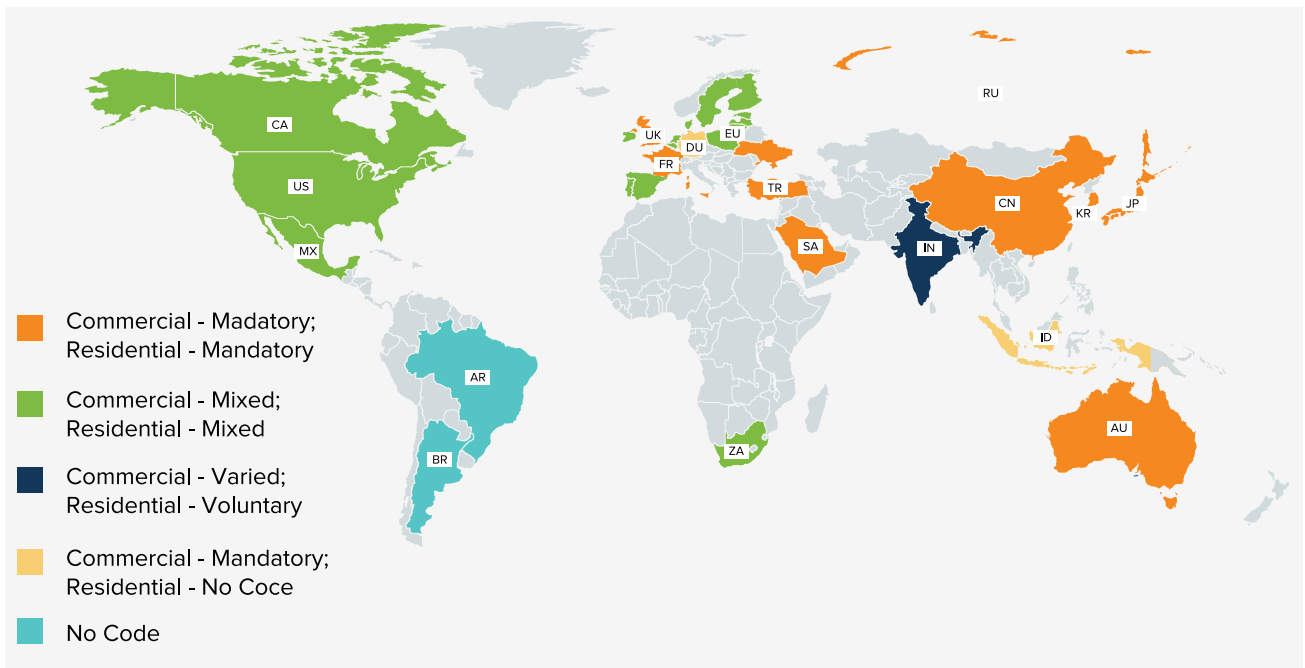 RU
CA
UK
EU
DU
FR
US
TR
CN
JP
KR
MX
SA
IN
Commercial - Madatory;
Residential - Mandatory
ID
AR
Commercial - Mixed;
Residential - Mixed
AU
ZA
BR
Commercial - Varied;
Residential - Voluntary
Commercial - Mandatory;
Residential - No Coce
No Code